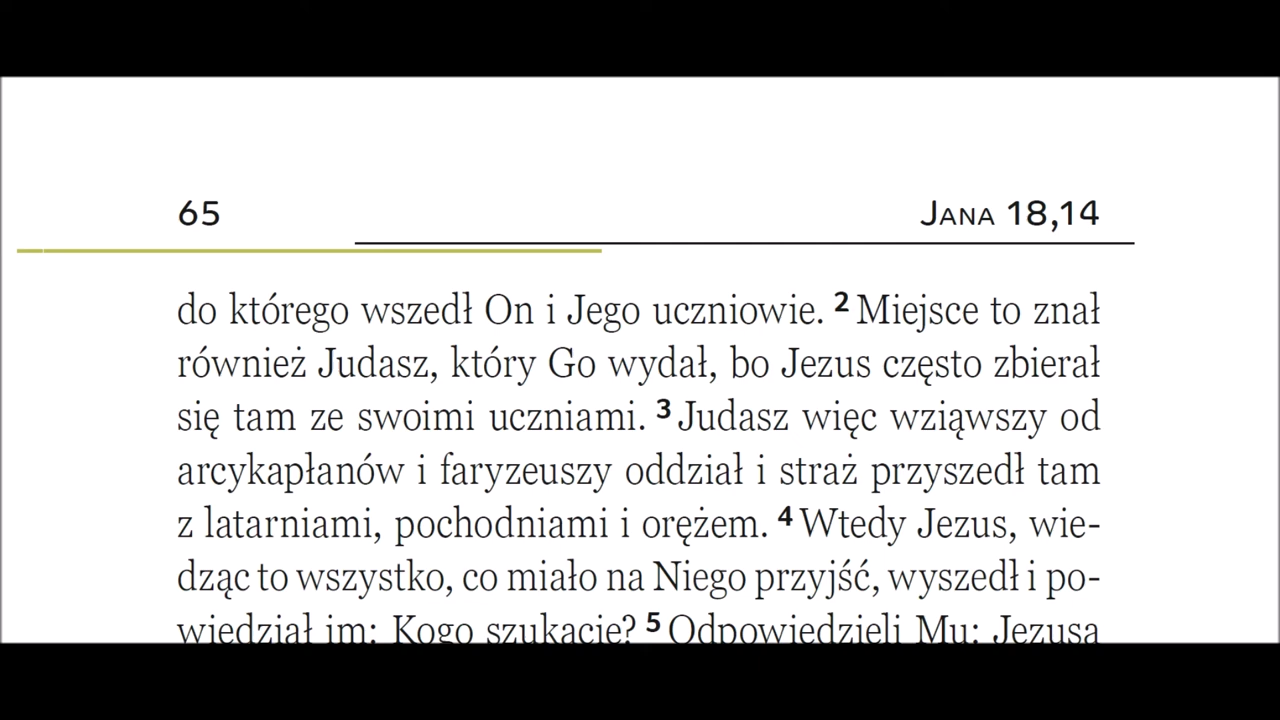 65 JANA 18,14
do którego wszedł On i Jego uczniowie. 2 Miejsce to znał
również Judasz, który Go wydał, bo Jezus często zbierał
się tam ze swoimi uczniami. 3 Judasz więc wziąwszy od
arcykapłanów i faryzeuszy oddział i straż przyszedł tam
z latarniami, pochodniami i orężem. 4 Wtedy Jezus, wie-
dząc to wszystko, co miało na Niego przyjść, wyszedł i po-
wiedział im: Kogo szukacie? 5 Odpowiedzieli Mu: Jezusa